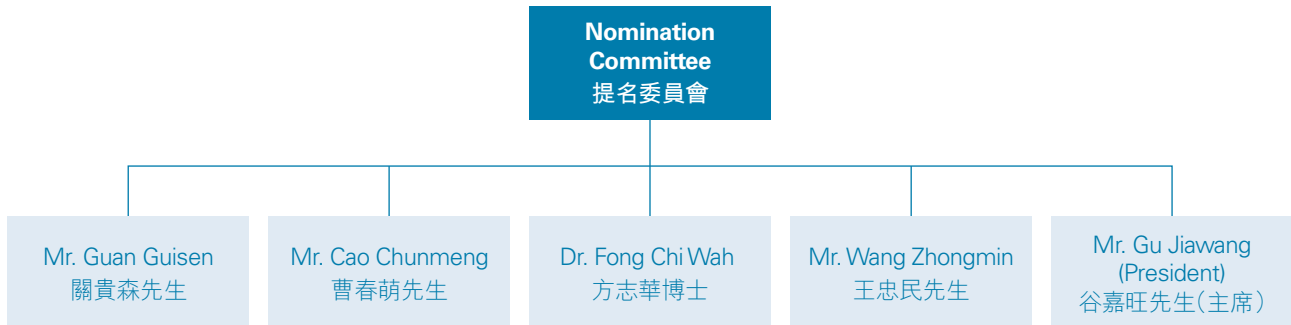 Nomination
Committee
提名委員會
Mr. Guan Guisen
關貴森先生
Mr. Cao Chunmeng
曹春萌先生
Dr. Fong Chi Wah
方志華博士
Mr. Wang Zhongmin
王忠民先生
Mr. Gu Jiawang
(President)
谷嘉旺先生(主席)